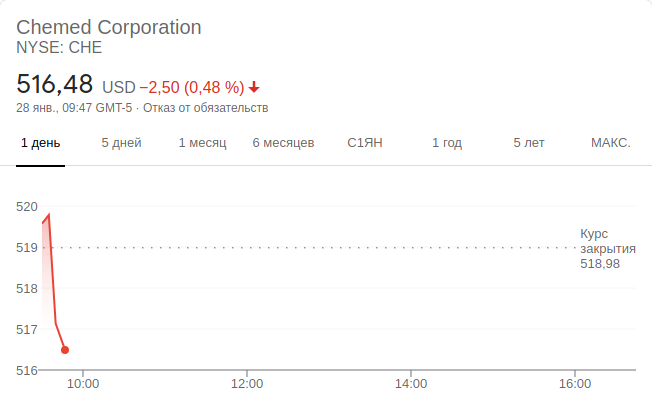 Chemed Corporation
NYSE: CHE
516,48 USD −2,50 (0,48 %)
28 янв., 09:47 GMT-5 · Отказ от обязательств
1 день 5 дней 1 месяц 6 месяцев С1ЯН 1 год 5 лет МАКС.
520
519
518
517
516
Курс
закрытия
518,98
10:00 12:00 14:00 16:00